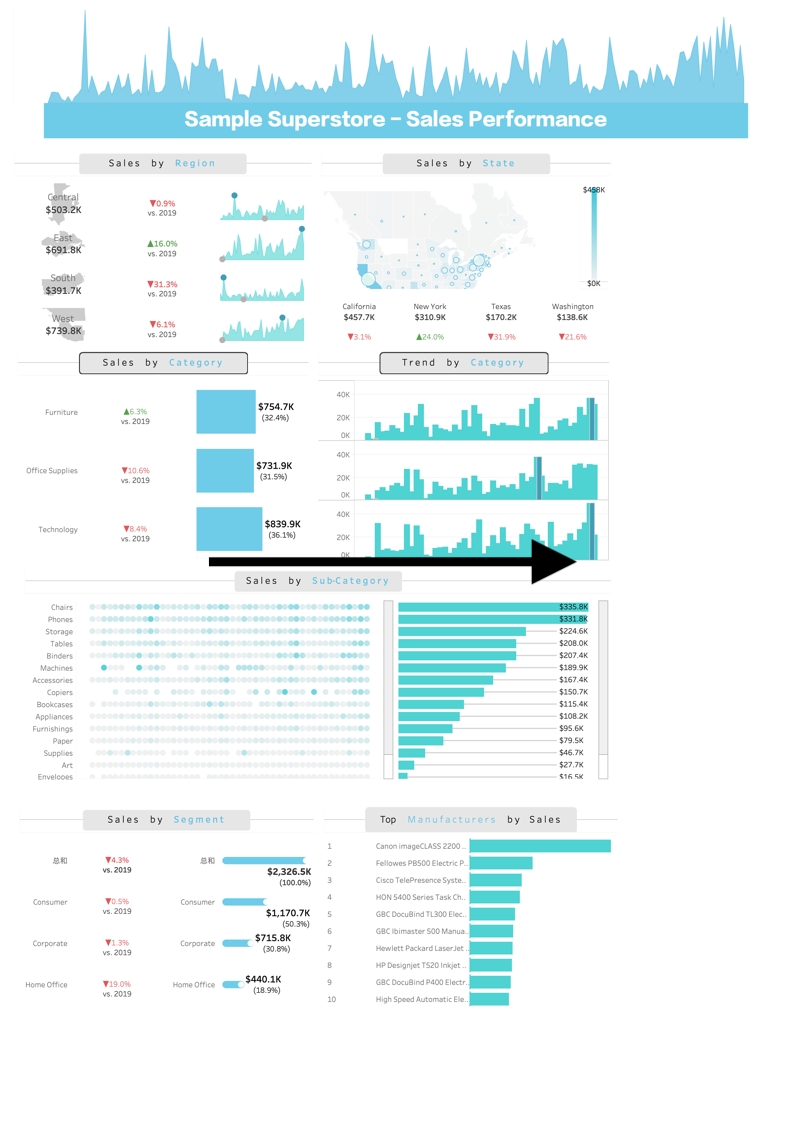 Sample Superstore – Sales Performance
Sales by Region
Sales by State
Central
$503.2K
▼0.9%
vs. 2019
East
$691.8K
▲16.0%
vs. 2019
South
$391.7K
▼31.3%
vs. 2019
West
$739.8K
▼6.1%
vs. 2019
$458K
$0K
California
$457.7K
▼3.1%
New York
$310.9K
▲24.0%
Texas
$170.2K
▼31.9%
Washington
$138.6K
▼21.6%
Sales by Category
Trend by Category
Furniture
▲6.3%
vs. 2019
$754.7K
(32.4%)
Office Supplies
▼10.6%
vs. 2019
$731.9K
(31.5%)
Technology
▼8.4%
vs. 2019
$839.9K
(36.1%)
40K
20K
0K
40K
20K
0K
40K
20K
0K
Sales by Sub-Category
Chairs $335.8K
Phones $331.8K
Storage $224.6K
Tables $208.0K
Binders $207.4K
Machines $189.9K
Accessories $167.4K
Copiers $150.7K
Bookcases $115.4K
Appliances $108.2K
Furnishings $95.6K
Paper $79.5K
Supplies $46.7K
Art $27.7K
Envelopes $16.5K
Sales by Segment
总和
▼4.3%
vs. 2019
总和
$2,326.5K
(100.0%)
Consumer
▼0.5%
vs. 2019
Consumer
$1,170.7K
(50.3%)
Corporate
▼1.3%
vs. 2019
Corporate
$715.8K
(30.8%)
Home Office
▼19.0%
vs. 2019
Home Office
$440.1K
(18.9%)
Top Manufacturers by Sales
1 Canon imageCLASS 2200 ..
2 Fellowes PB500 Electric P..
3 Cisco TelePresence Syste..
4 HON 5400 Series Task Ch..
5 GBC DocuBind TL300 Elec..
6 GBC Ibimaster 500 Manua..
7 Hewlett Packard LaserJet ..
8 HP Designjet T520 Inkjet ..
9 GBC DocuBind P400 Electr..
10 High Speed Automatic Ele..